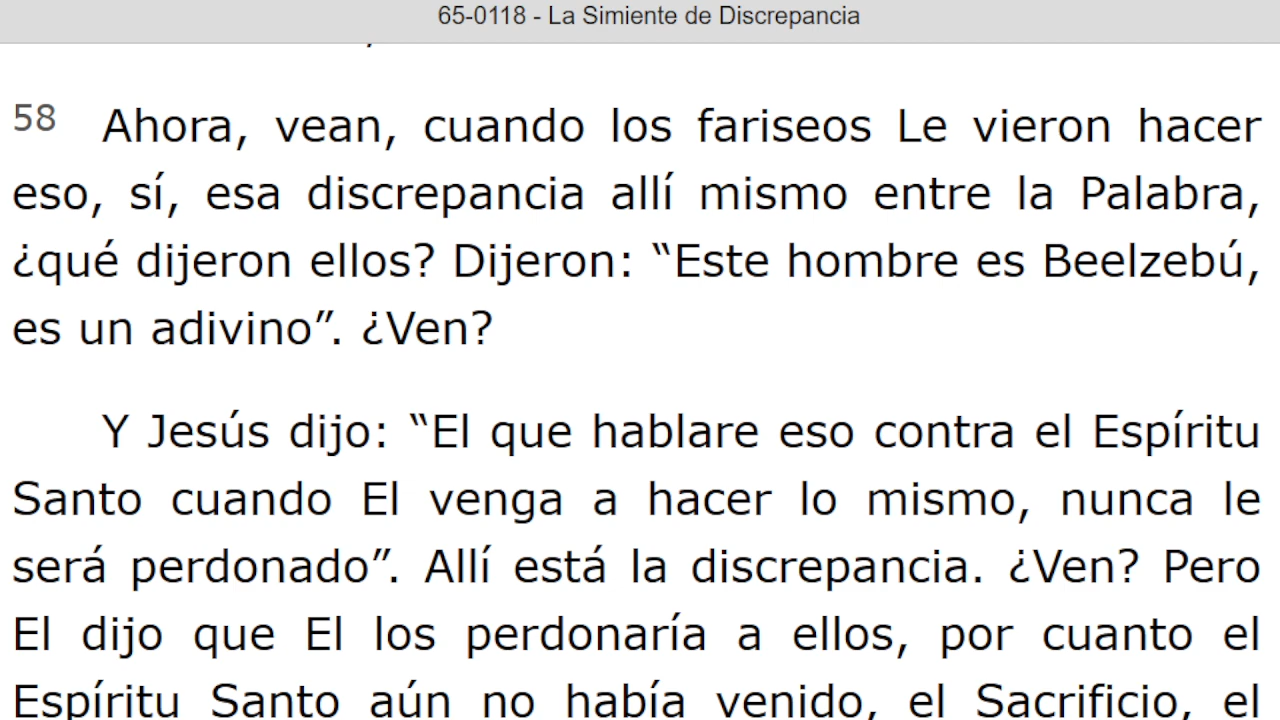 65-0118 - La Simiente de Discrepancia
58 Ahora, vean, cuando los fariseos Le vieron hacer
eso, sí, esa discrepancia allí mismo entre la Palabra,
¿qué dijeron ellos? Dijeron: “Este hombre es Beelzebú,
es un adivino”. ¿Ven?
Y Jesús dijo: “El que hablare eso contra el Espíritu
Santo cuando El venga a hacer lo mismo, nunca le
será perdonado”. Allí está la discrepancia. ¿Ven? Pero
El dijo que El los perdonaría a ellos, por cuanto el
Espíritu Santo aún no había venido, el Sacrificio, el